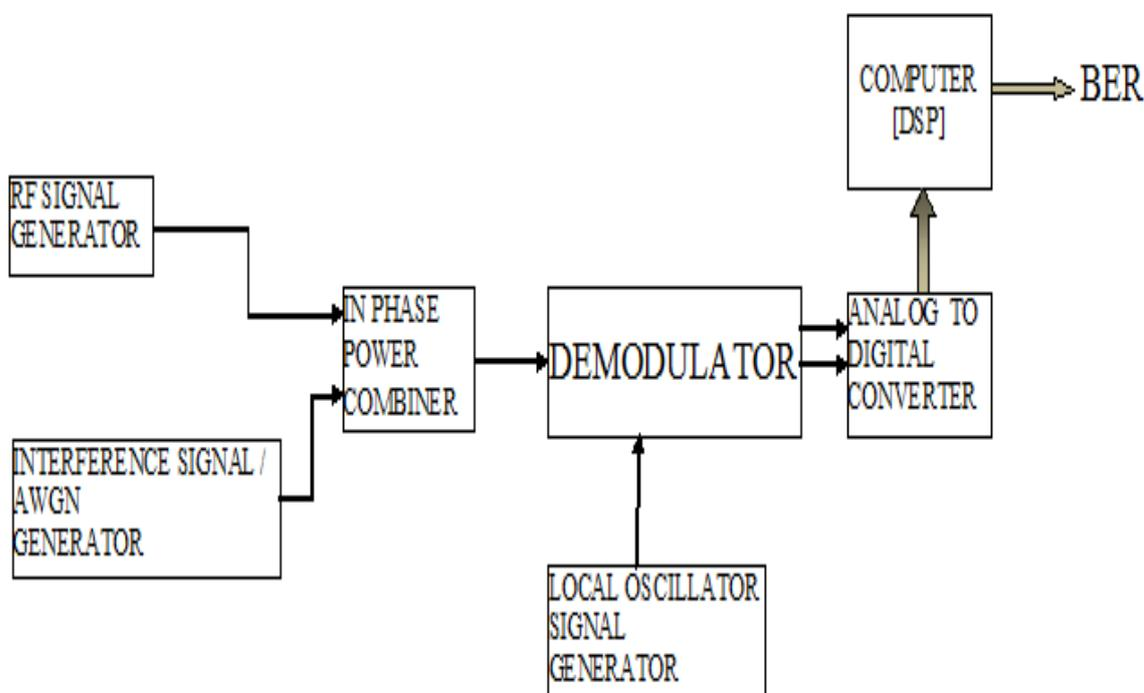 COMPUTER
[DSP]
BER
RF SIGNAL
GENERATOR
IN PHASE
POWER
COMBINER
DEMODULATOR
ANALOG TO
DIGITAL
CONVERTER
INTERFERENCE SIGNAL /
AWGN
GENERATOR
LOCAL OSCILLATOR
SIGNAL
GENERATOR